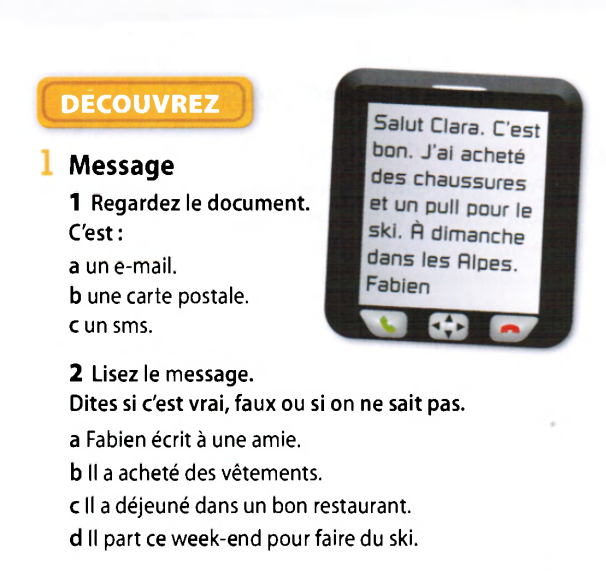 DÉCOUVREZ
1 Message
1 Regardez le document.
C'est :
a un e-mail.
b une carte postale.
c un sms.
Salut Clara. C'est
bon. J'ai acheté
des chaussures
et un pull pour le
ski. À dimanche
dans les Alpes.
Fabien
2 Lisez le message.
Dites si c'est vrai, faux ou si on ne sait pas.
a Fabien écrit à une amie.
b Il a acheté des vêtements.
c Il a déjeuné dans un bon restaurant.
d Il part ce week-end pour faire du ski.